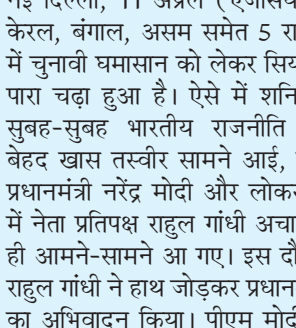 नई दिल्ली, 11 अप्रैल (एजेंसियां
केरल, बंगाल, असम समेत 5 रा
में चुनावी घमासान को लेकर सिय
पारा चढ़ा हुआ है। ऐसे में शनि
सुबह-सुबह भारतीय राजनीति
बेहद खास तस्वीर सामने आई,
प्रधानमंत्री नरेंद्र मोदी और लोकस
में नेता प्रतिपक्ष राहुल गांधी अचा
ही आमने-सामने आ गए। इस दौ
राहुल गांधी ने हाथ जोड़कर प्रधान
का अभिवादन किया। पीएम मोदी